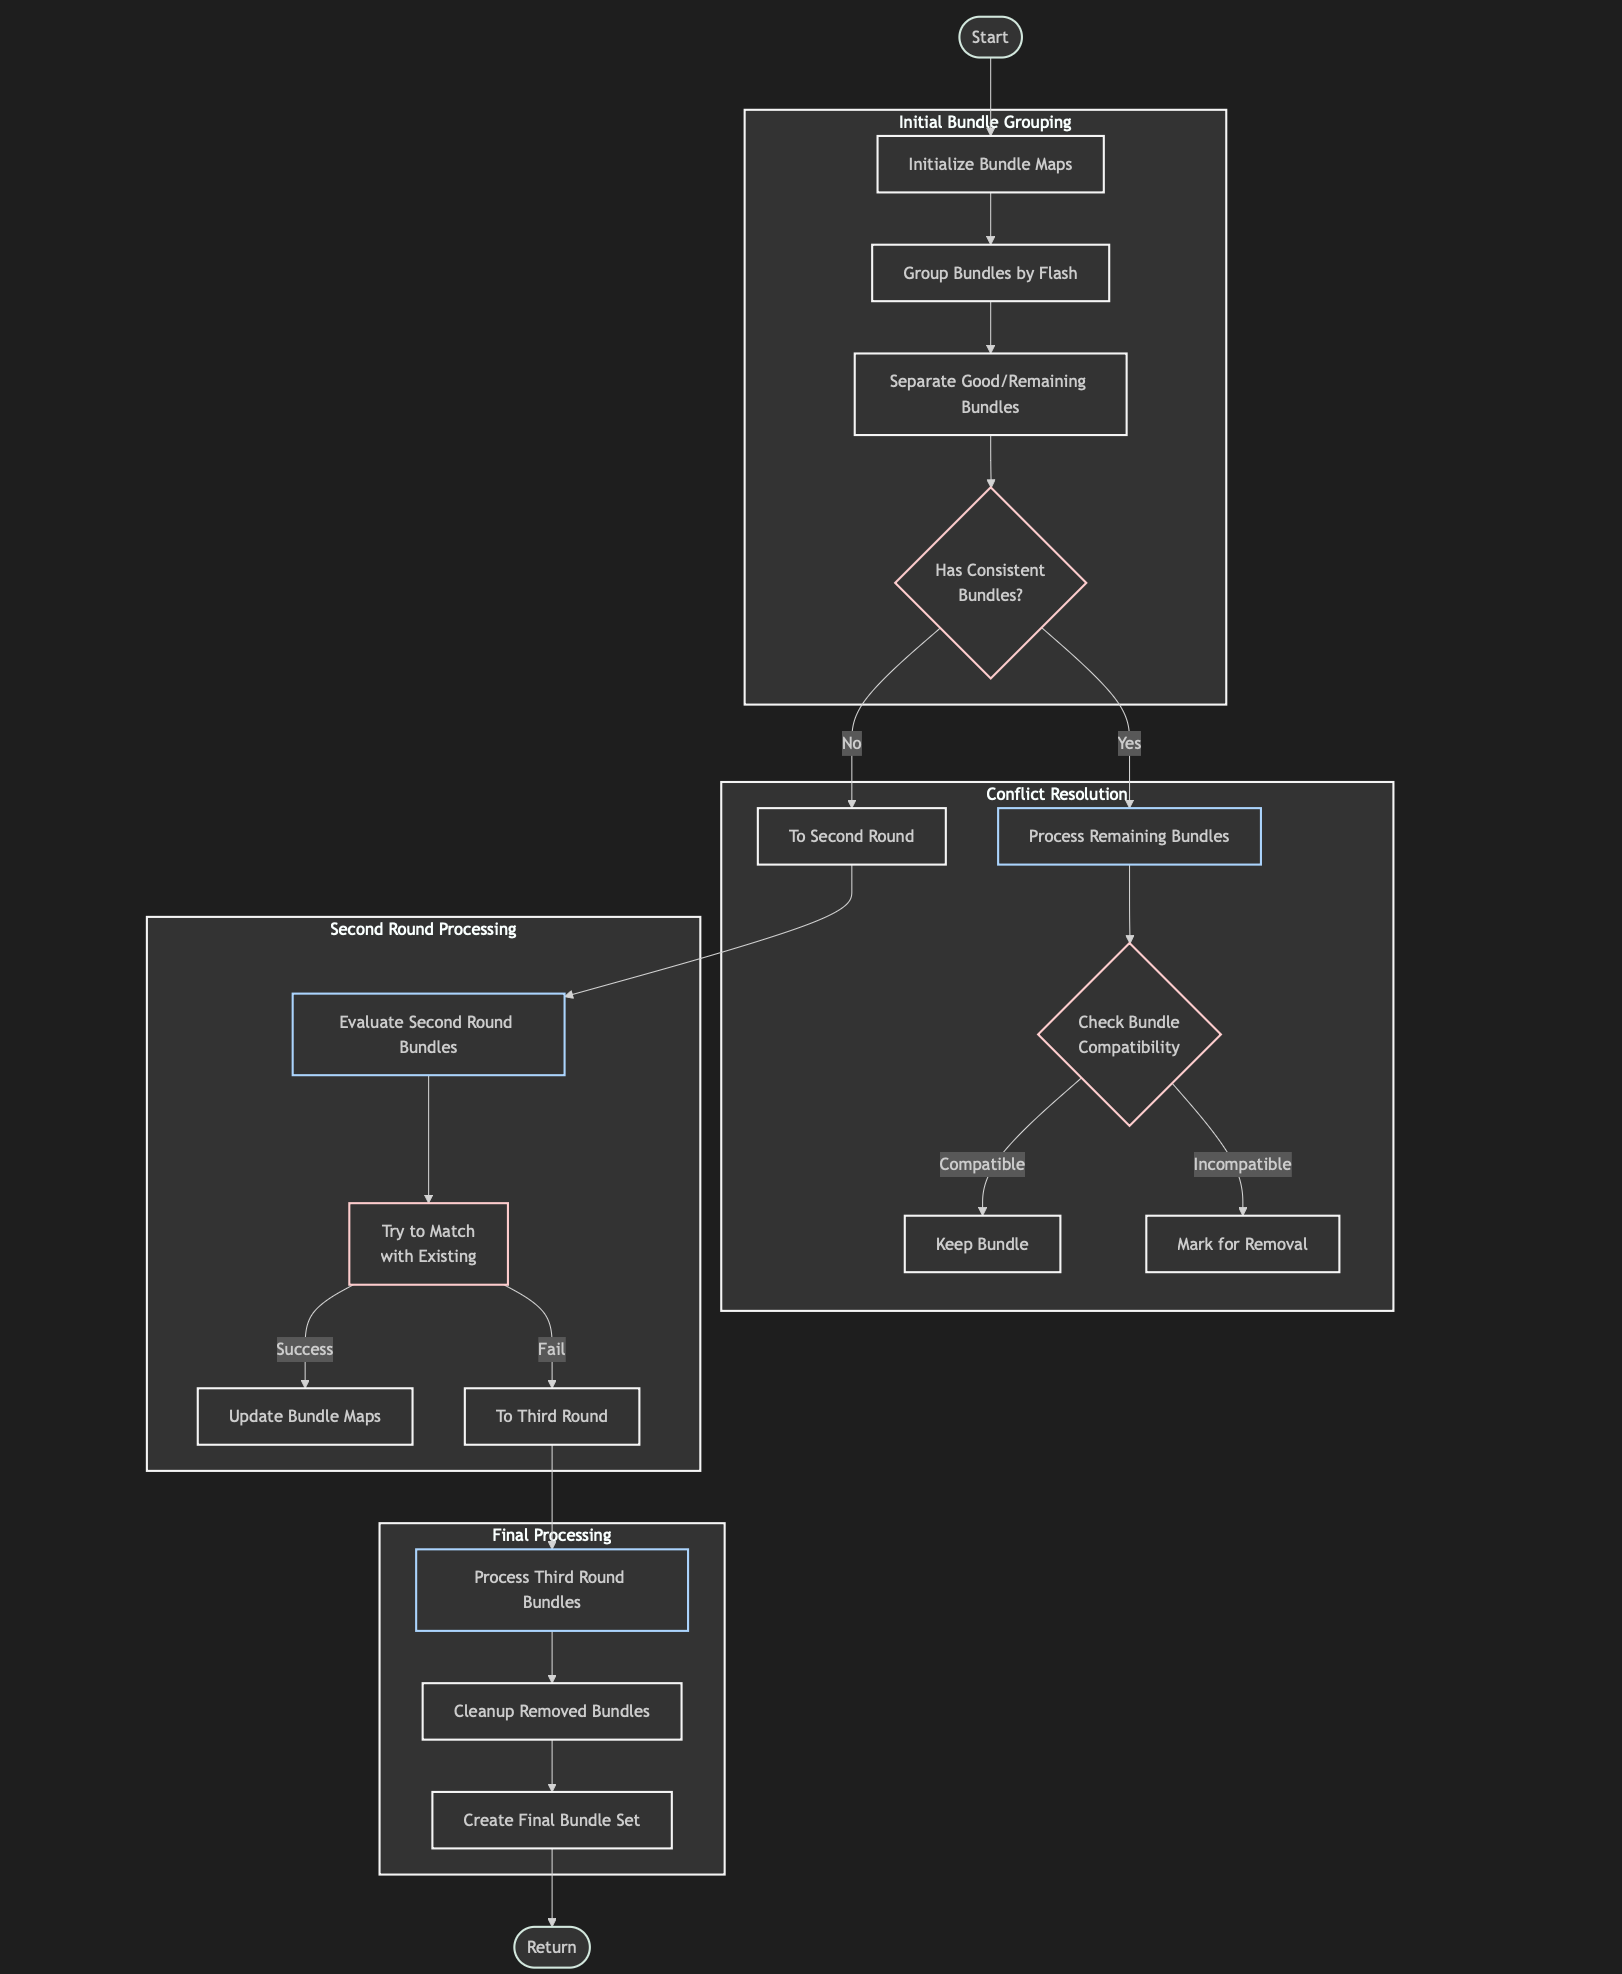 Start
Initial Bundle Grouping
Initialize Bundle Maps
Group Bundles by Flash
Separate Good/Remaining
Bundles
Has Consistent
Bundles?
No
Yes
Conflict Resolution
To Second Round
Process Remaining Bundles
Second Round Processing
Evaluate Second Round
Bundles
Check Bundle
Compatibility
Compatible
Incompatible
Try to Match
with Existing
Keep Bundle
Mark for Removal
Success
Fail
Update Bundle Maps
To Third Round
Final Processing
Process Third Round
Bundles
Cleanup Removed Bundles
Create Final Bundle Set
Return